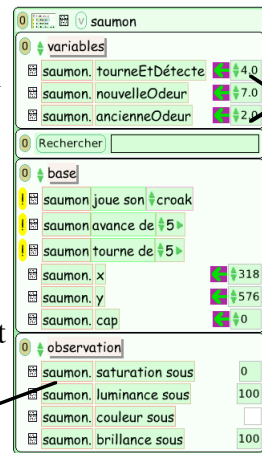 0 v saumon
0 variables
saumon. tourneEtDétecte 4.0
saumon. nouvelleOdeur 7.0
saumon. ancienneOdeur 2.0
0 Rechercher
0 base
! saumon joue son croak
! saumon avance de 5
! saumon tourne de 5
saumon. x 318
saumon. y 576
saumon. cap 0
t
0 observation
saumon. saturation sous 0
saumon. luminance sous 100
saumon. couleur sous
saumon. brillance sous 100